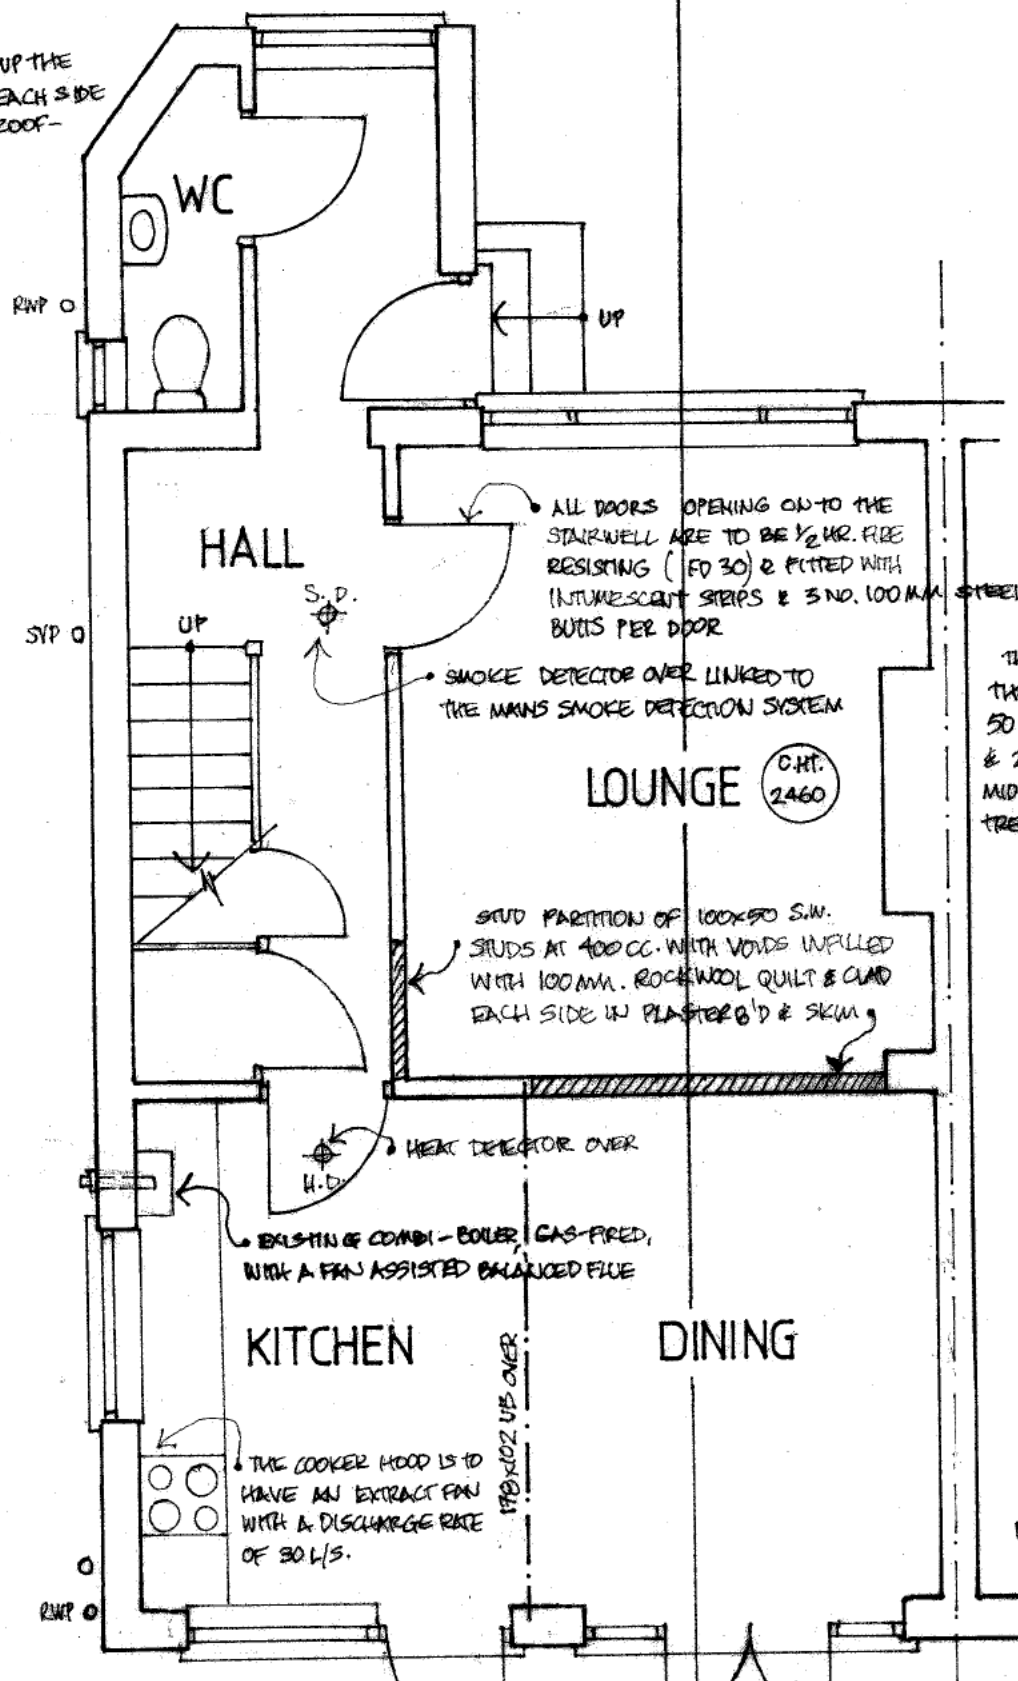 UP THE
EACH SIDE
ROOF-
WC
RWP
UP
HALL
ALL DOORS OPENING ON TO THE
STAIRWELL ARE TO BE 1/2 HR. FIRE
RESISTING (FD 30) & FITTED WITH
INTUMESCENT STRIPS & 3 NO. 100MM STEEL
BUTTS PER DOOR
S.D.
SVP
UP
SMOKE DETECTOR OVER LINKED TO
THE MAINS SMOKE DETECTION SYSTEM
50
&
MID
TRE
LOUNGE
C.HT.
2460
STUD PARTITION OF 100x50 S.W.
STUDS AT 400 CC. WITH VOIDS INFILLED
WITH 100MM. ROCKWOOL QUILT & CLAD
EACH SIDE IN PLASTERB'D & SKIM
HEAT DETECTOR OVER
H.D.
EXISTING COMBI-BOILER, GAS-FIRED,
WITH A FAN ASSISTED BALANCED FLUE
KITCHEN
DINING
178x102 UB OVER
THE COOKER HOOD IS TO
HAVE AN EXTRACT FAN
WITH A DISCHARGE RATE
OF 30 L/S.
RWP